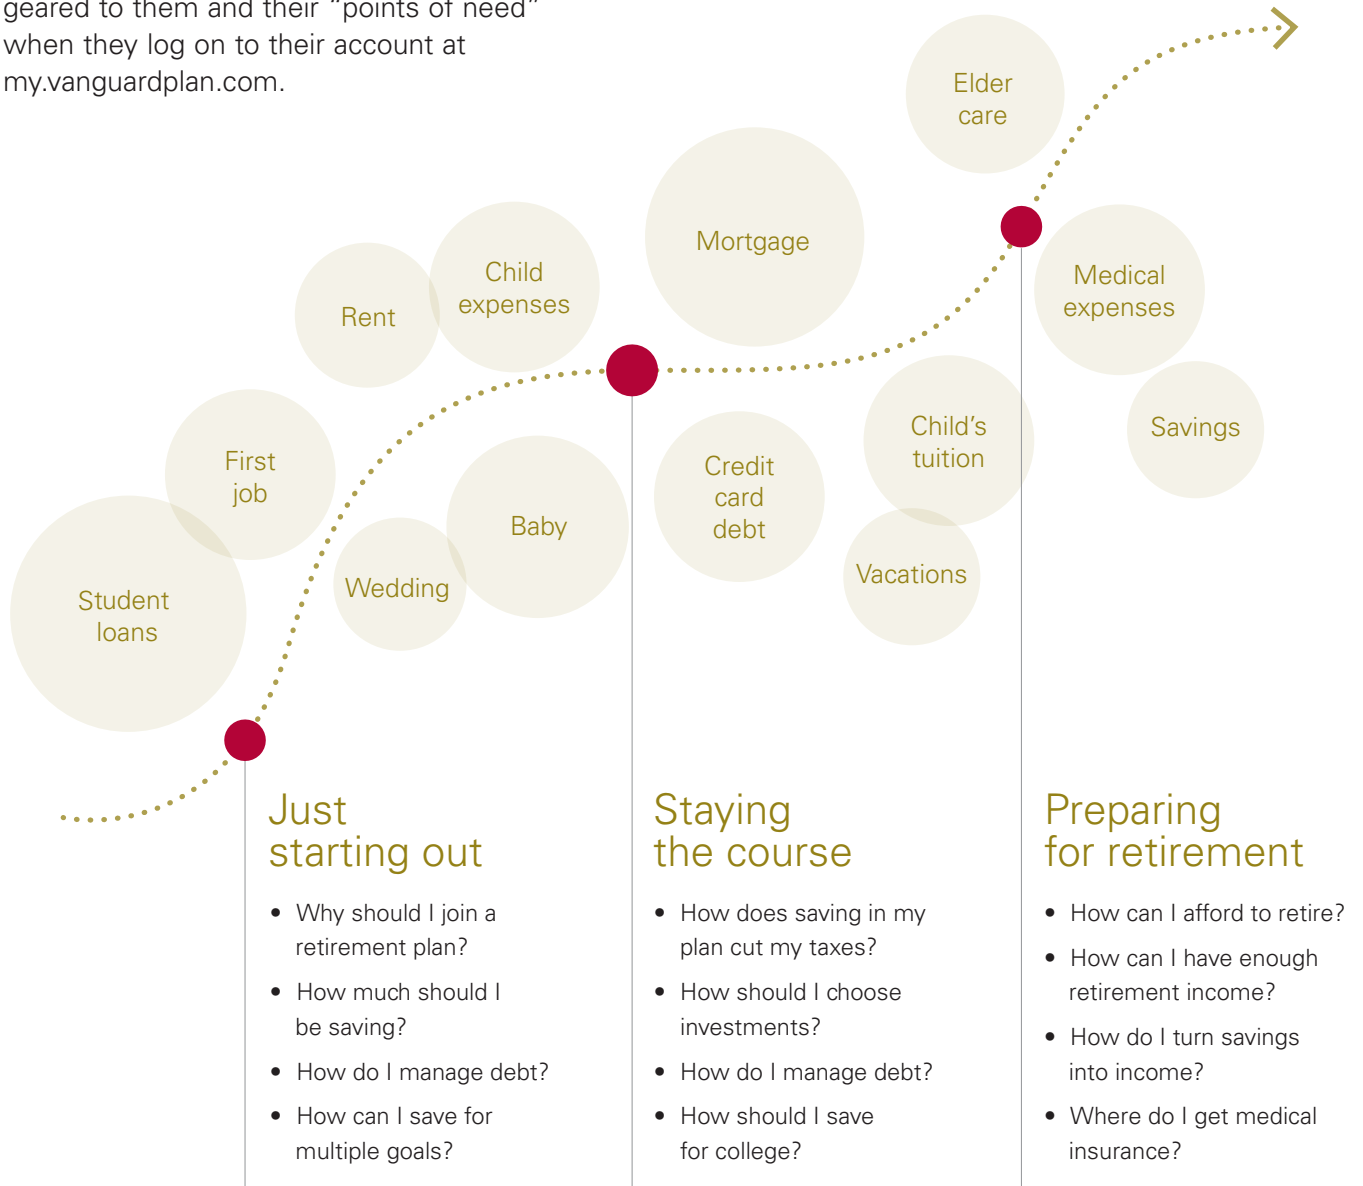 geared to them and their “points of need”
when they log on to their account at
my.vanguardplan.com.
Elder
care
Mortgage
Child
expenses
Rent
Medical
expenses
Savings
Child’s
tuition
Credit
card
debt
Vacations
First
job
Baby
Wedding
Student
loans
Just
starting out
• Why should I join a
retirement plan?
• How much should I
be saving?
• How do I manage debt?
• How can I save for
multiple goals?
Staying
the course
• How does saving in my
plan cut my taxes?
• How should I choose
investments?
• How do I manage debt?
• How should I save
for college?
Preparing
for retirement
• How can I afford to retire?
• How can I have enough
retirement income?
• How do I turn savings
into income?
• Where do I get medical
insurance?